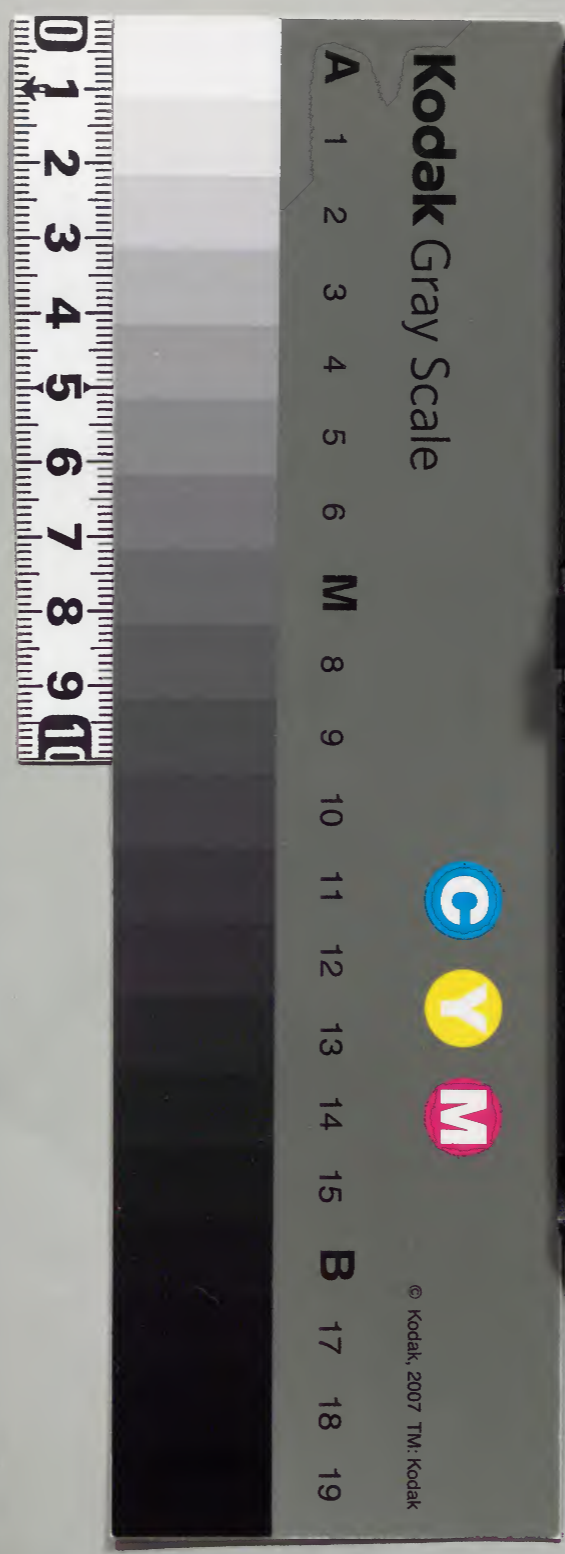 Kodak Gray Scale
C Y M
© Kodak, 2007 TM: Kodak
A 1 2 3 4 5 6 M 8 9 10 11 12 13 14 15 B 17 18 19
0 1 2 3 4 5 6 7 8 9 10